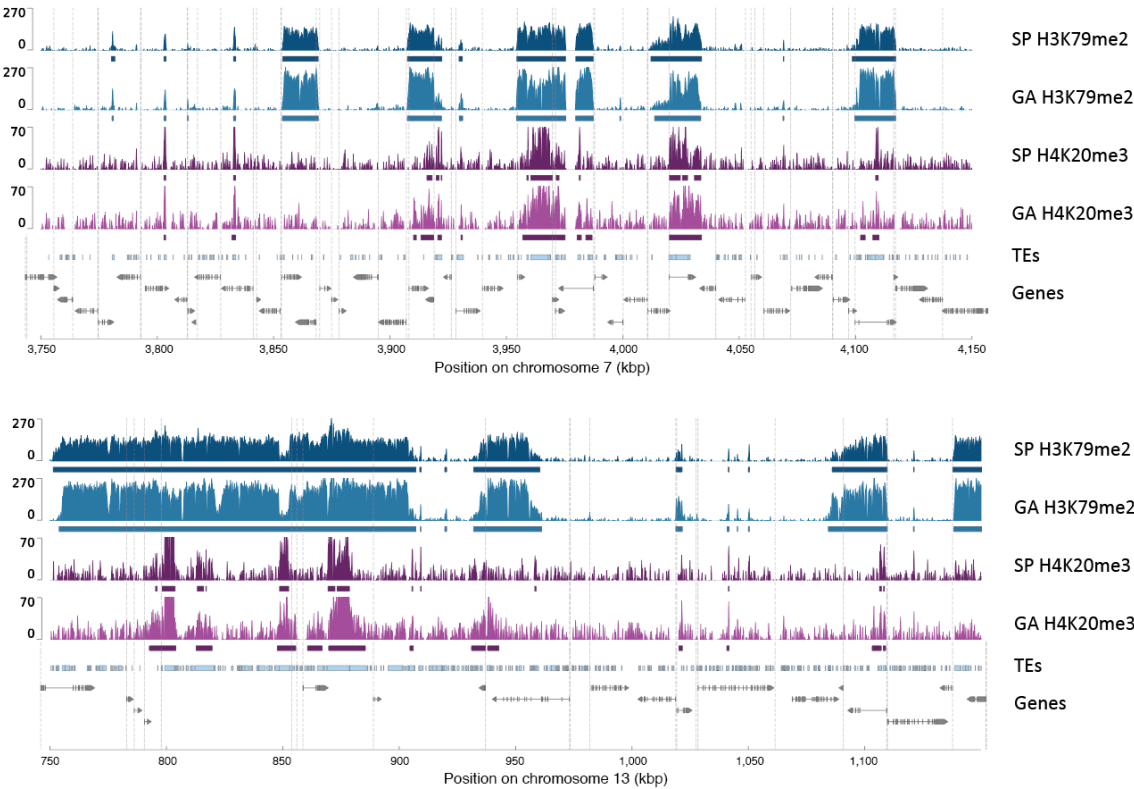 270
0
SP H3K79me2
270
0
GA H3K79me2
70
0
SP H4K20me3
70
0
GA H4K20me3
TEs
Genes
3,750 3,800 3,850 3,900 3,950 4,000 4,050 4,100 4,150
Position on chromosome 7 (kbp)
270
0
SP H3K79me2
270
0
GA H3K79me2
70
0
SP H4K20me3
70
0
GA H4K20me3
TEs
Genes
750 800 850 900 950 1,000 1,050 1,100
Position on chromosome 13 (kbp)